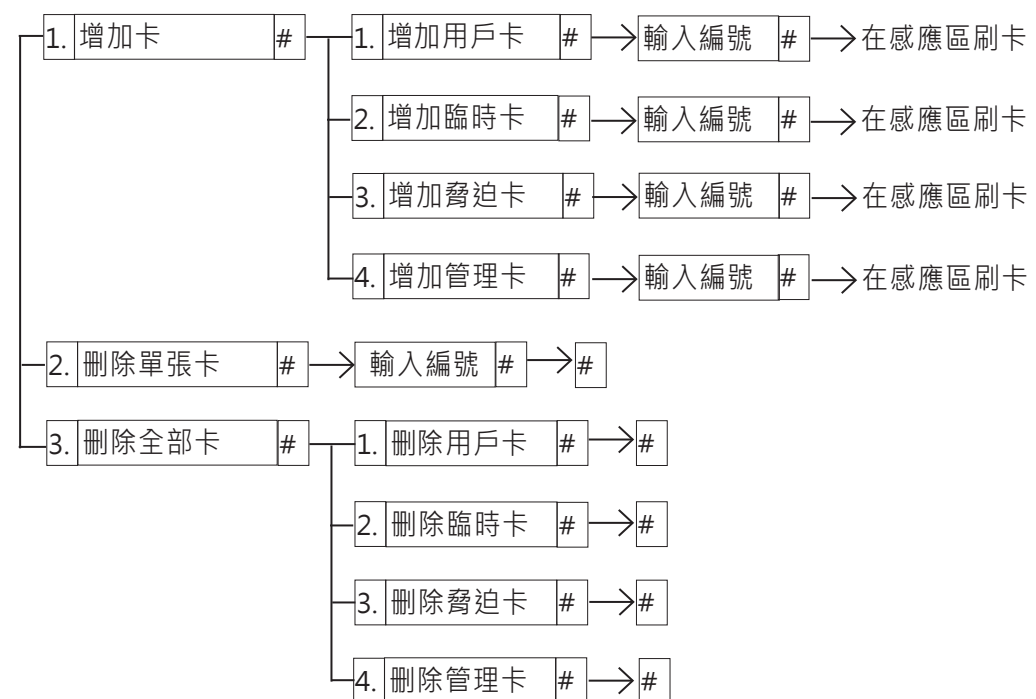 1. 增加卡 # 1. 增加用戶卡 # 輸入編號 # 在感應區刷卡
2. 增加臨時卡 # 輸入編號 # 在感應區刷卡
3. 增加脅迫卡 # 輸入編號 # 在感應區刷卡
4. 增加管理卡 # 輸入編號 # 在感應區刷卡
2. 刪除單張卡 # 輸入編號 # #
3. 刪除全部卡 # 1. 刪除用戶卡 # #
2. 刪除臨時卡 # #
3. 刪除脅迫卡 # #
4. 刪除管理卡 # #